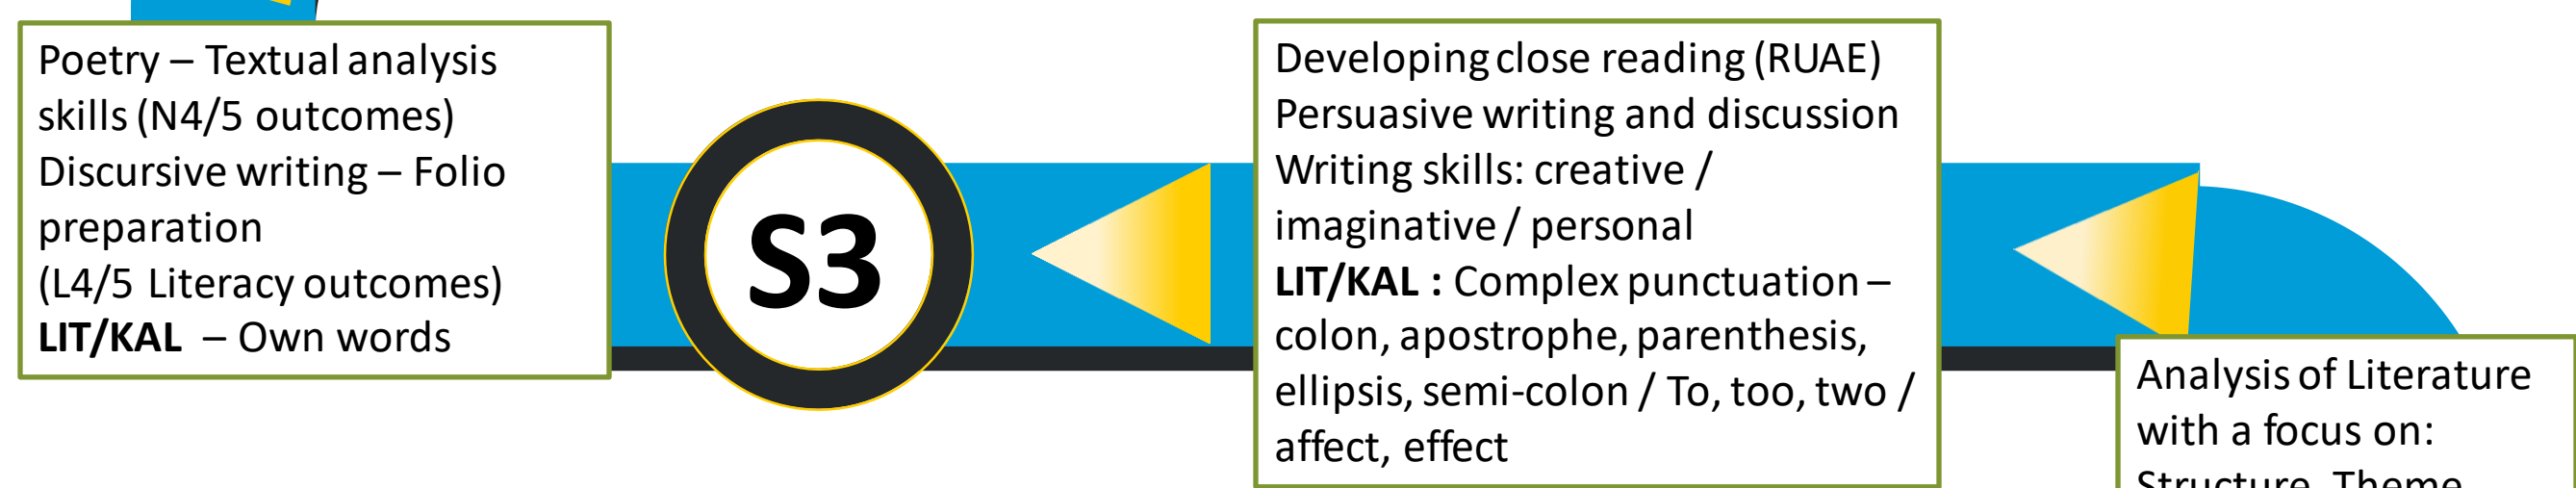 Poetry – Textual analysis
skills (N4/5 outcomes)
Discursive writing – Folio
preparation
(L4/5 Literacy outcomes)
LIT/KAL – Own words
S3
Developing close reading (RUAE)
Persuasive writing and discussion
Writing skills: creative /
imaginative / personal
LIT/KAL : Complex punctuation –
colon, apostrophe, parenthesis,
ellipsis, semi-colon / To, too, two /
affect, effect
Analysis of Literature
with a focus on:
Structure, Theme